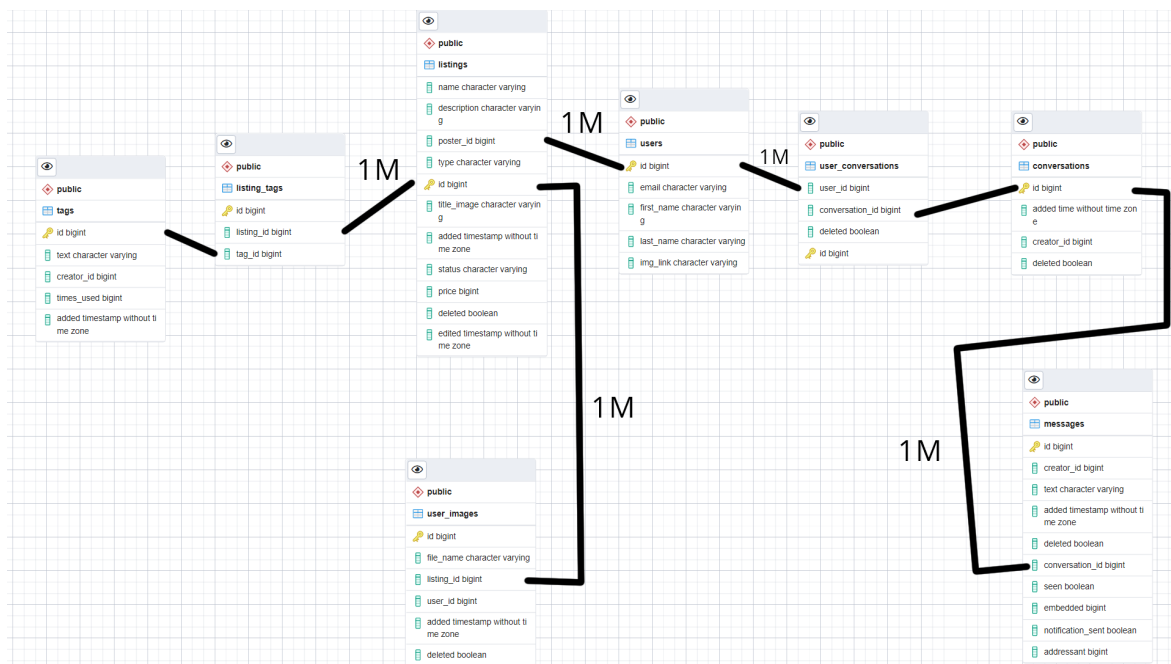 public
tags
id bigint
text character varying
creator_id bigint
times_used bigint
added timestamp without ti
me zone
public
listing_tags
id bigint
listing_id bigint
tag_id bigint
1M
public
listings
name character varying
description character varyin
g
poster_id bigint
type character varying
id bigint
title_image character varyin
g
added timestamp without ti
me zone
status character varying
price bigint
deleted boolean
edited timestamp without ti
me zone
1M
public
users
id bigint
email character varying
first_name character varyin
g
last_name character varying
img_link character varying
1M
public
user_conversations
user_id bigint
conversation_id bigint
deleted boolean
id bigint
public
conversations
id bigint
added time without time zon
e
creator_id bigint
deleted boolean
1M
public
user_images
id bigint
file_name character varying
listing_id bigint
user_id bigint
added timestamp without ti
me zone
deleted boolean
1M
public
messages
id bigint
creator_id bigint
text character varying
added timestamp without ti
me zone
deleted boolean
conversation_id bigint
seen boolean
embedded bigint
notification_sent boolean
addressant bigint